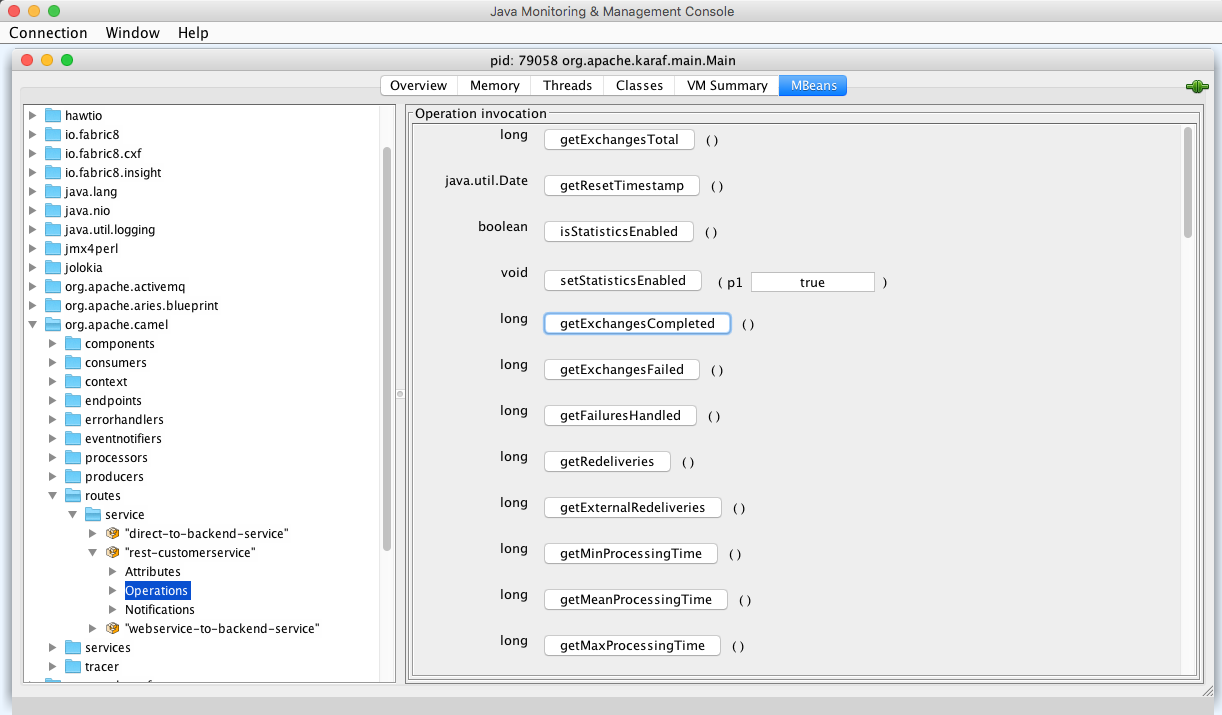 Java Monitoring & Management Console
Connection Window Help
pid: 79058 org.apache.karaf.main.Main
Overview Memory Threads Classes VM Summary MBeans
hawtio
io.fabric8
io.fabric8.cxf
io.fabric8.insight
java.lang
java.nio
java.util.logging
jmx4perl
jolokia
org.apache.activemq
org.apache.aries.blueprint
org.apache.camel
components
consumers
context
endpoints
errorhandlers
eventnotifiers
processors
producers
routes
service
"direct-to-backend-service"
"rest-customerservice"
Attributes
Operations
Notifications
"webservice-to-backend-service"
services
tracer
Operation invocation
long getExchangesTotal ()
java.util.Date getResetTimestamp ()
boolean isStatisticsEnabled ()
void setStatisticsEnabled ( p1 true )
long getExchangesCompleted ()
long getExchangesFailed ()
long getFailuresHandled ()
long getRedeliveries ()
long getExternalRedeliveries ()
long getMinProcessingTime ()
long getMeanProcessingTime ()
long getMaxProcessingTime ()